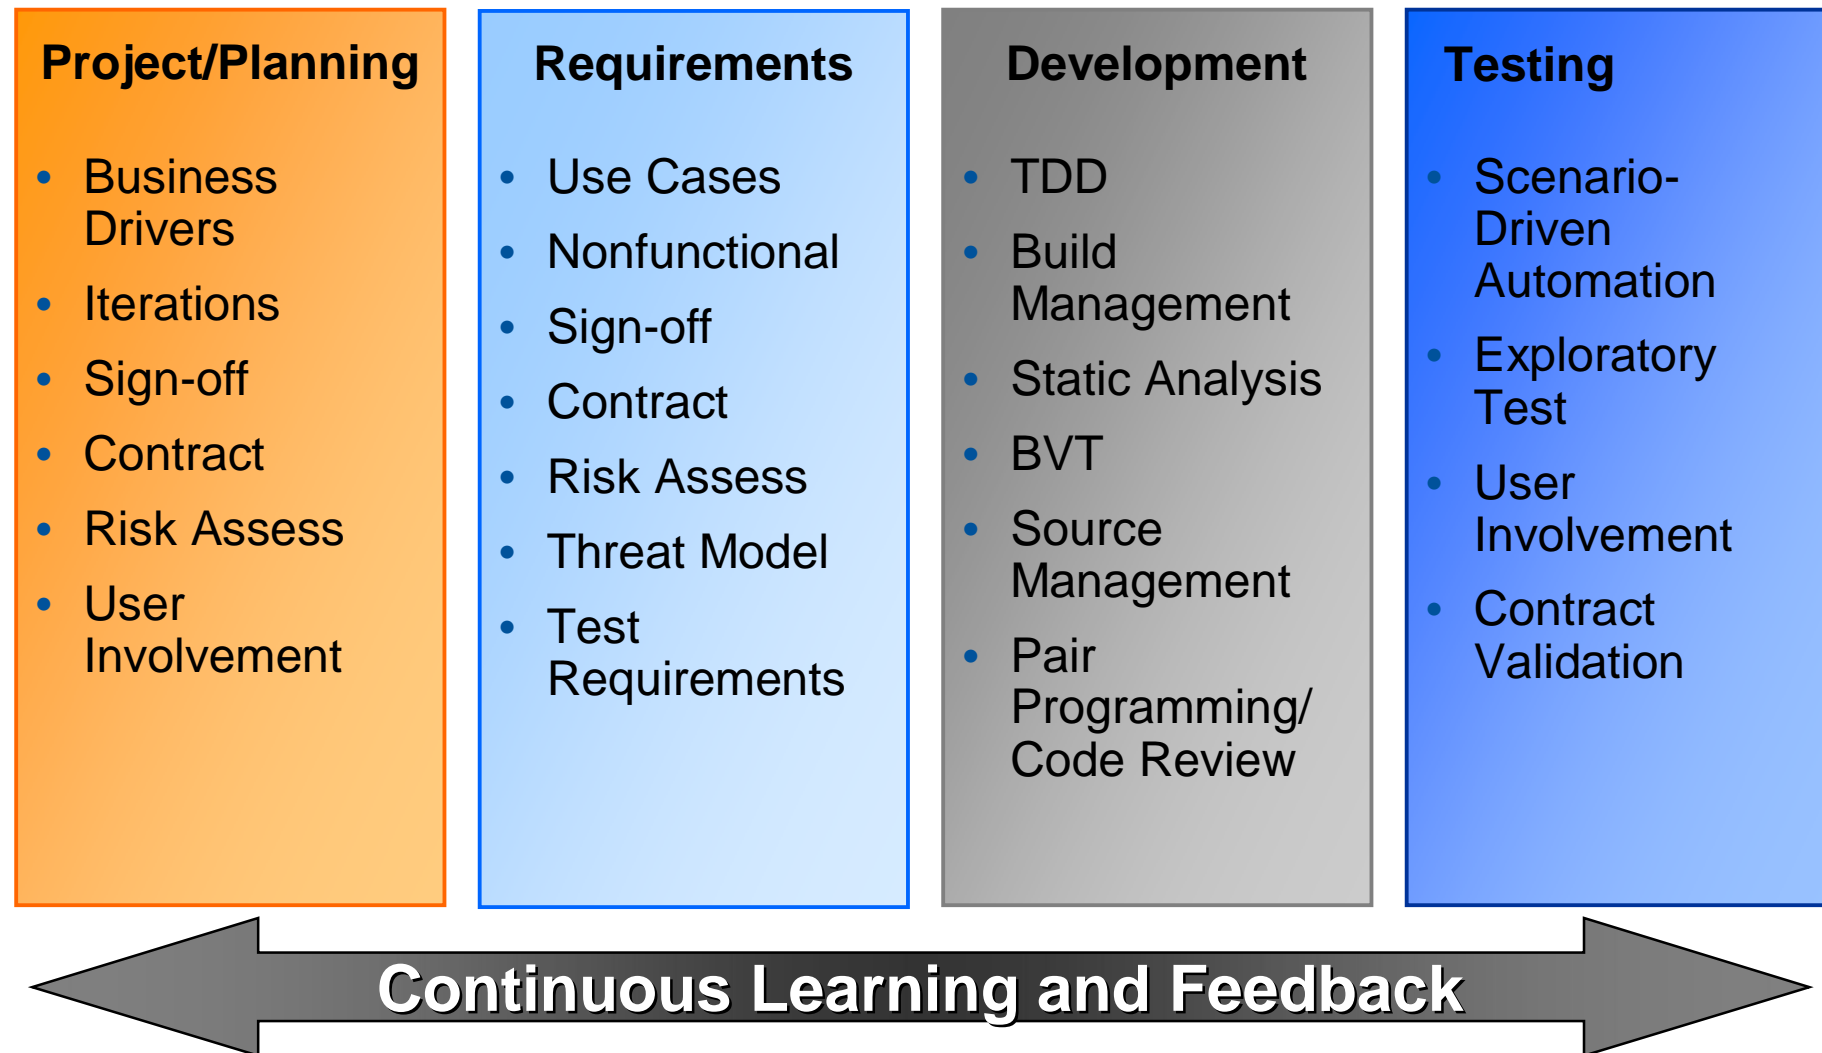 Project/Planning
• Business
Drivers
• Iterations
• Sign-off
• Contract
• Risk Assess
• User
Involvement
Requirements
• Use Cases
• Nonfunctional
• Sign-off
• Contract
• Risk Assess
• Threat Model
• Test
Requirements
Development
• TDD
• Build
Management
• Static Analysis
• BVT
• Source
Management
• Pair
Programming/
Code Review
Testing
• Scenario-
Driven
Automation
• Exploratory
Test
• User
Involvement
• Contract
Validation
Continuous Learning and Feedback